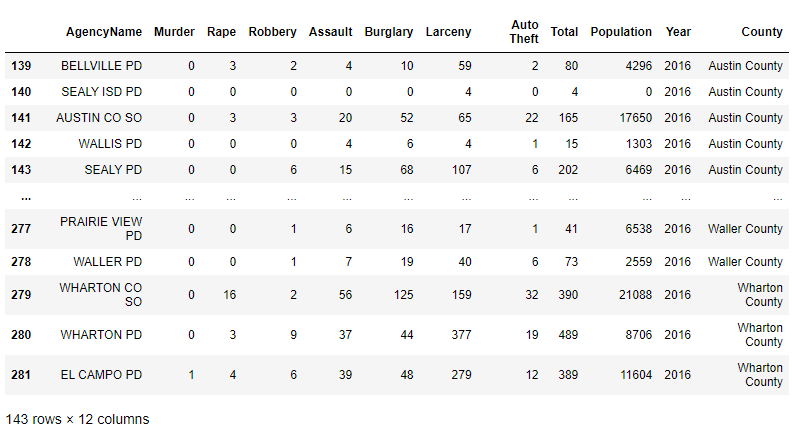 AgencyName Murder Rape Robbery Assault Burglary Larceny Auto Theft Total Population Year County
139 BELLVILLE PD 0 3 2 4 10 59 2 80 4296 2016 Austin County
140 SEALY ISD PD 0 0 0 0 0 4 0 4 0 2016 Austin County
141 AUSTIN CO SO 0 3 3 20 52 65 22 165 17650 2016 Austin County
142 WALLIS PD 0 0 0 4 6 4 1 15 1303 2016 Austin County
143 SEALY PD 0 0 6 15 68 107 6 202 6469 2016 Austin County
... ... ... ... ... ... ... ... ... ... ... ... ...
277 PRAIRIE VIEW PD 0 0 1 6 16 17 1 41 6538 2016 Waller County
278 WALLER PD 0 0 1 7 19 40 6 73 2559 2016 Waller County
279 WHARTON CO SO 0 16 2 56 125 159 32 390 21088 2016 Wharton County
280 WHARTON PD 0 3 9 37 44 377 19 489 8706 2016 Wharton County
281 EL CAMPO PD 1 4 6 39 48 279 12 389 11604 2016 Wharton County
143 rows × 12 columns